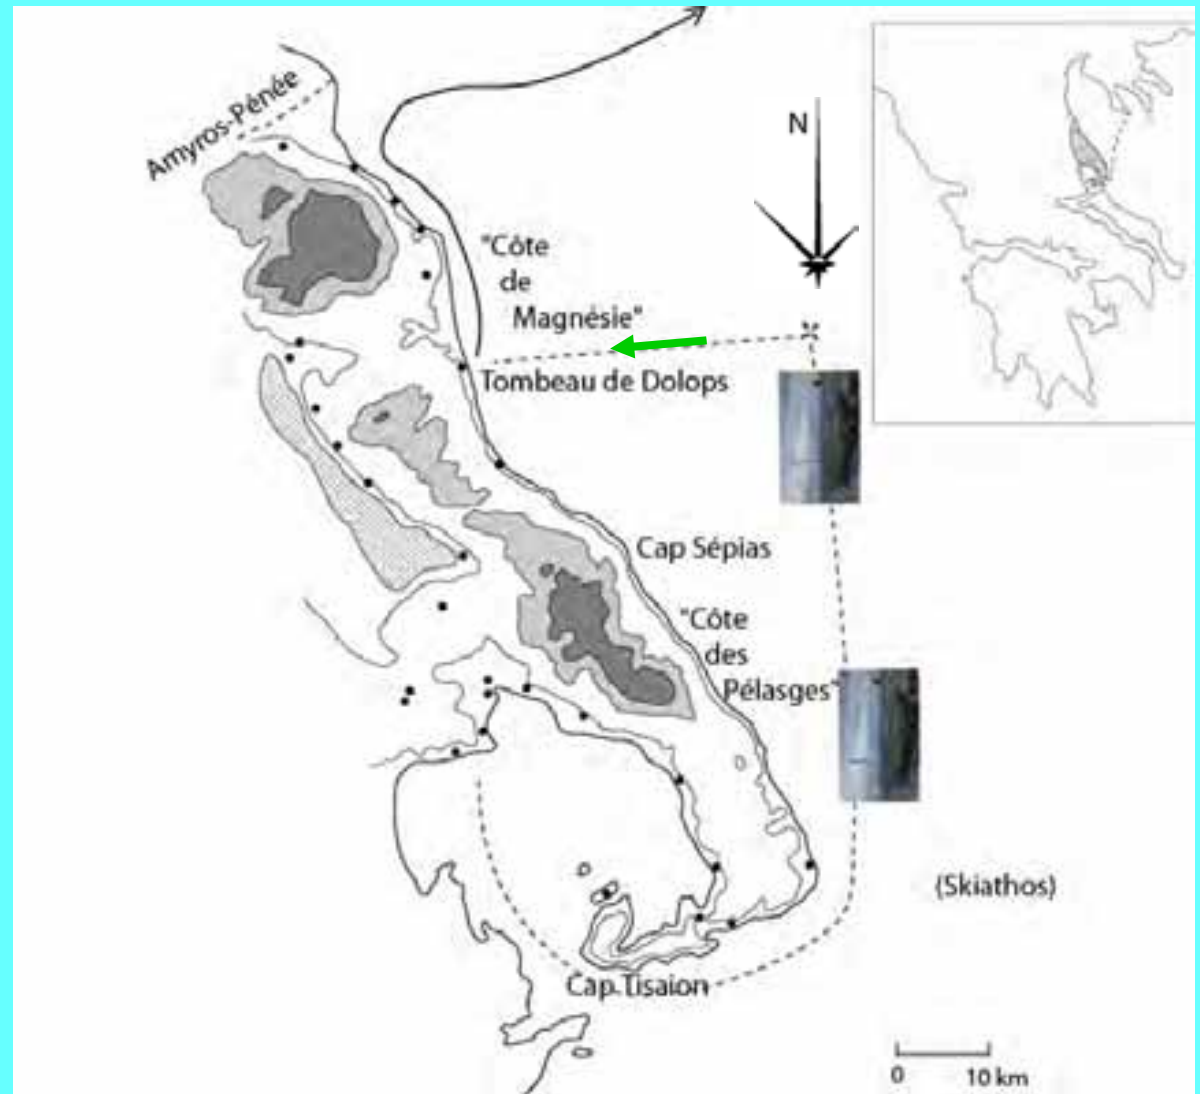 Amyros-Pénée
N
"Côte
de
Magnésie"
Tombeau de Dolops
Cap Sépias
"Côte
des
Pélasges"
(Skiathos)
Cap Tisaion
0 10 km